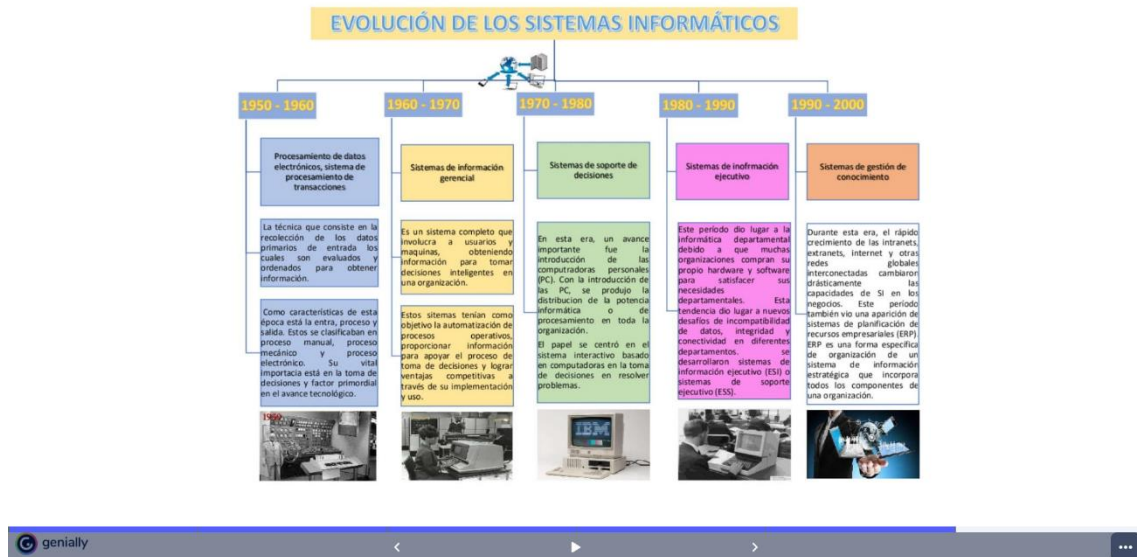 EVOLUCIÓN DE LOS SISTEMAS INFORMÁTICOS
1950 - 1960
1960 - 1970
1970 - 1980
1980 - 1990
1990 - 2000
Procesamiento de datos
electrónicos, sistema de
procesamiento de
transacciones
La técnica que consiste en la
recolección de los datos
primarios de entrada los
cuales son evaluados y
ordenados para obtener
información.
Como características de esta
época está la entra, proceso y
salida. Estos se clasificaban en
proceso manual, proceso
mecánico y proceso
electrónico. Su vital
importacia está en la toma de
decisiones y factor primordial
en el avance tecnológico.
1950
Sistemas de información
gerencial
Es un sistema completo que
involucra a usuarios y
maquinas, obteniendo
información para tomar
decisiones inteligentes en
una organización.
Estos sitemas tenían como
objetivo la automatización de
procesos operativos,
proporcionar información
para apoyar el proceso de
toma de decisiones y lograr
ventajas competitivas a
través de su implementación
y uso.
Sistemas de soporte de
decisiones
En esta era, un avance
importante fue la
introducción de las
computradoras personales
(PC). Con la introducción de
las PC, se produjo la
distribucion de la potencia
informática o de
procesamiento en toda la
organización.
El papel se centró en el
sistema interactivo basado
en computadoras en la toma
de decisiones en resolver
problemas.
IBM
Sistemas de inofrmación
ejecutivo
Este período dio lugar a la
informática departamental
debido a que muchas
organizaciones compran su
propio hardware y software
para satisfacer sus
necesidades
departamentales. Esta
tendencia dio lugar a nuevos
desafíos de incompatibilidad
de datos, integridad y
conectividad en diferentes
departamentos. se
desarrollaron sistemas de
información ejecutivo (ESI) o
sistemas de soporte
ejecutivo (ESS).
Sistemas de gestión de
conocimiento
Durante esta era, el rápido
crecimiento de las intranets,
extranets, Internet y otras
redes globales
interconectadas cambiaron
drásticamente las
capacidades de SI en los
negocios. Este período
también vio una aparición de
sistemas de planificación de
recursos empresariales (ERP).
ERP es una forma específica
de organización de un
sistema de información
estratégica que incorpora
todos los componentes de
una organización.
genially